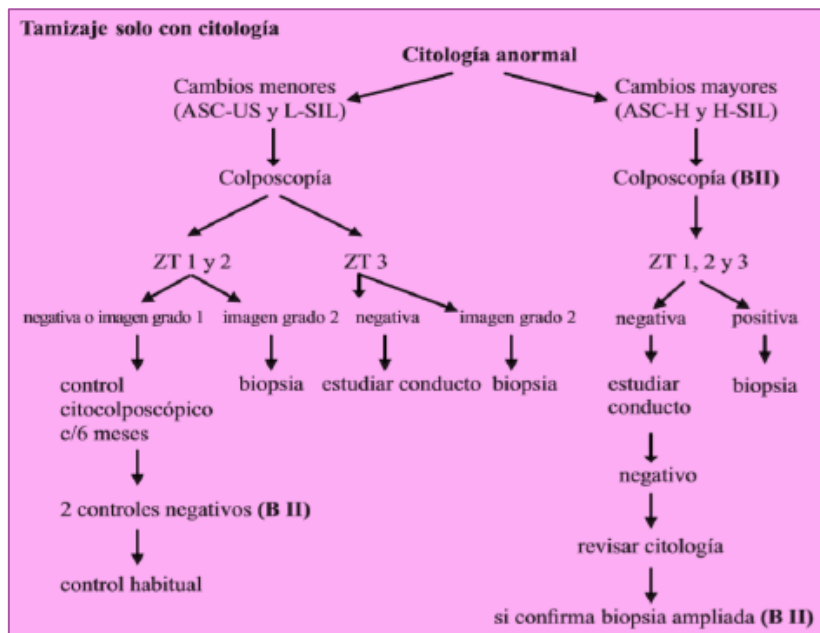 Tamizaje solo con citología
Citología anormal
Cambios menores
(ASC-US y L-SIL)
Cambios mayores
(ASC-H y H-SIL)
Colposcopía
Colposcopía (BII)
ZT 1 y 2
ZT 3
ZT 1, 2 y 3
negativa o imagen grado 1
imagen grado 2
negativa
imagen grado 2
negativa
positiva
control
citocolposcópico
c/6 meses
biopsia
estudiar conducto
biopsia
estudiar
conducto
biopsia
negativo
2 controles negativos (B II)
revisar citología
control habitual
si confirma biopsia ampliada (B II)